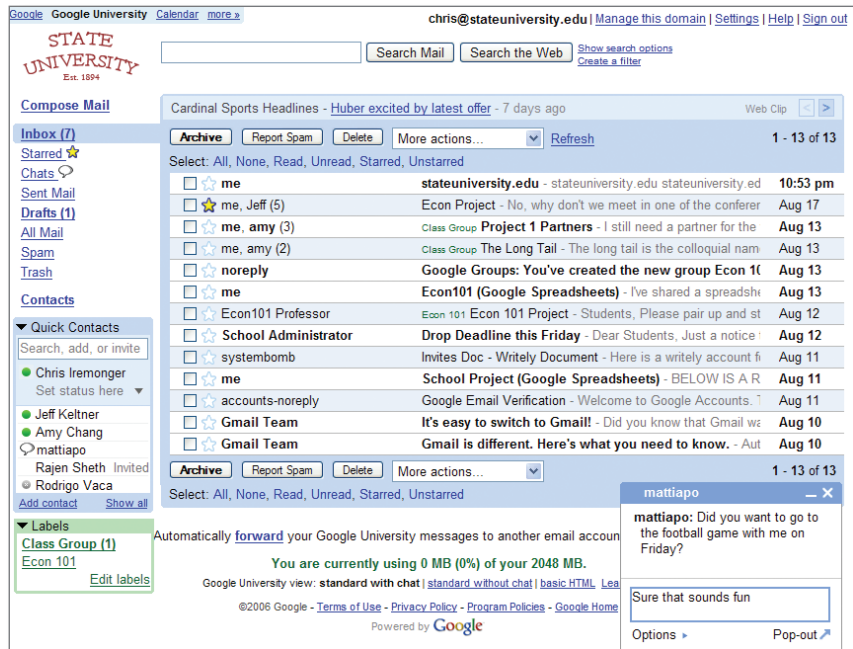 Google Google University Calendar more »
chris@stateuniversity.edu | Manage this domain | Settings | Help | Sign out
STATE
UNIVERSITY
Est. 1894
Search Mail Search the Web Show search options
Create a filter
Compose Mail
Inbox (7)
Starred
Chats
Sent Mail
Drafts (1)
All Mail
Spam
Trash
Contacts
Quick Contacts
Search, add, or invite
Chris Iremonger
Set status here
Jeff Keltner
Amy Chang
mattiapo
Rajen Sheth Invited
Rodrigo Vaca
Add contact Show all
Labels
Class Group (1)
Econ 101
Edit labels
Cardinal Sports Headlines - Huber excited by latest offer - 7 days ago Web Clip < >
Archive Report Spam Delete More actions... Refresh 1 - 13 of 13
Select: All, None, Read, Unread, Starred, Unstarred
me stateuniversity.edu - stateuniversity.edu stateuniversity.ed 10:53 pm
me, Jeff (5) Econ Project - No, why don't we meet in one of the conferer Aug 17
me, amy (3) Class Group Project 1 Partners - I still need a partner for the Aug 13
me, amy (2) Class Group The Long Tail - The long tail is the colloquial nam Aug 13
noreply Google Groups: You've created the new group Econ 10 Aug 13
me Econ101 (Google Spreadsheets) - I've shared a spreadshe Aug 13
Econ101 Professor Econ 101 Econ 101 Project - Students, Please pair up and st Aug 12
School Administrator Drop Deadline this Friday - Dear Students, Just a notice Aug 12
systembomb Invites Doc - Writely Document - Here is a writely account fo Aug 11
me School Project (Google Spreadsheets) - BELOW IS A R Aug 11
accounts-noreply Google Email Verification - Welcome to Google Accounts. Aug 11
Gmail Team It's easy to switch to Gmail! - Did you know that Gmail wa Aug 10
Gmail Team Gmail is different. Here's what you need to know. - Aut Aug 10
Archive Report Spam Delete More actions... 1 - 13 of 13
Select: All, None, Read, Unread, Starred, Unstarred
Automatically forward your Google University messages to another email accoun
You are currently using 0 MB (0%) of your 2048 MB.
Google University view: standard with chat | standard without chat | basic HTML Lea
©2006 Google - Terms of Use - Privacy Policy - Program Policies - Google Home
Powered by Google
mattiapo
mattiapo: Did you want to go to
the football game with me on
Friday?
Sure that sounds fun
Options Pop-out